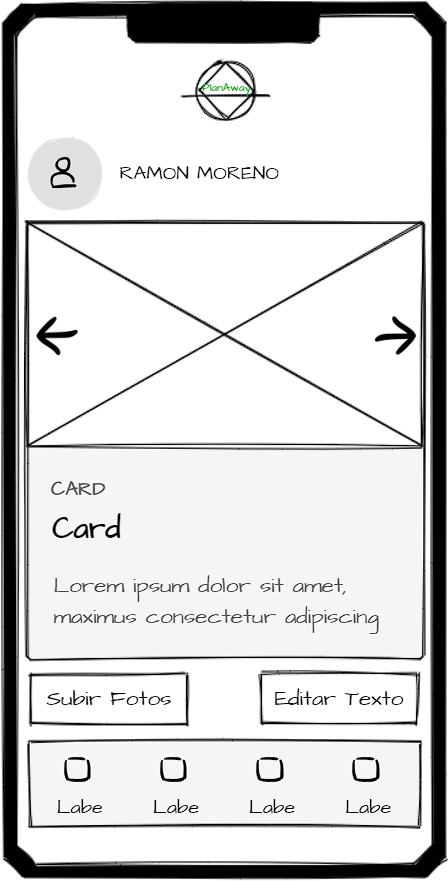 PlanAway
RAMON MORENO
CARD
Card
Lorem ipsum dolor sit amet,
maximus consectetur adipiscing
Subir Fotos
Editar Texto
Labe
Labe
Labe
Labe